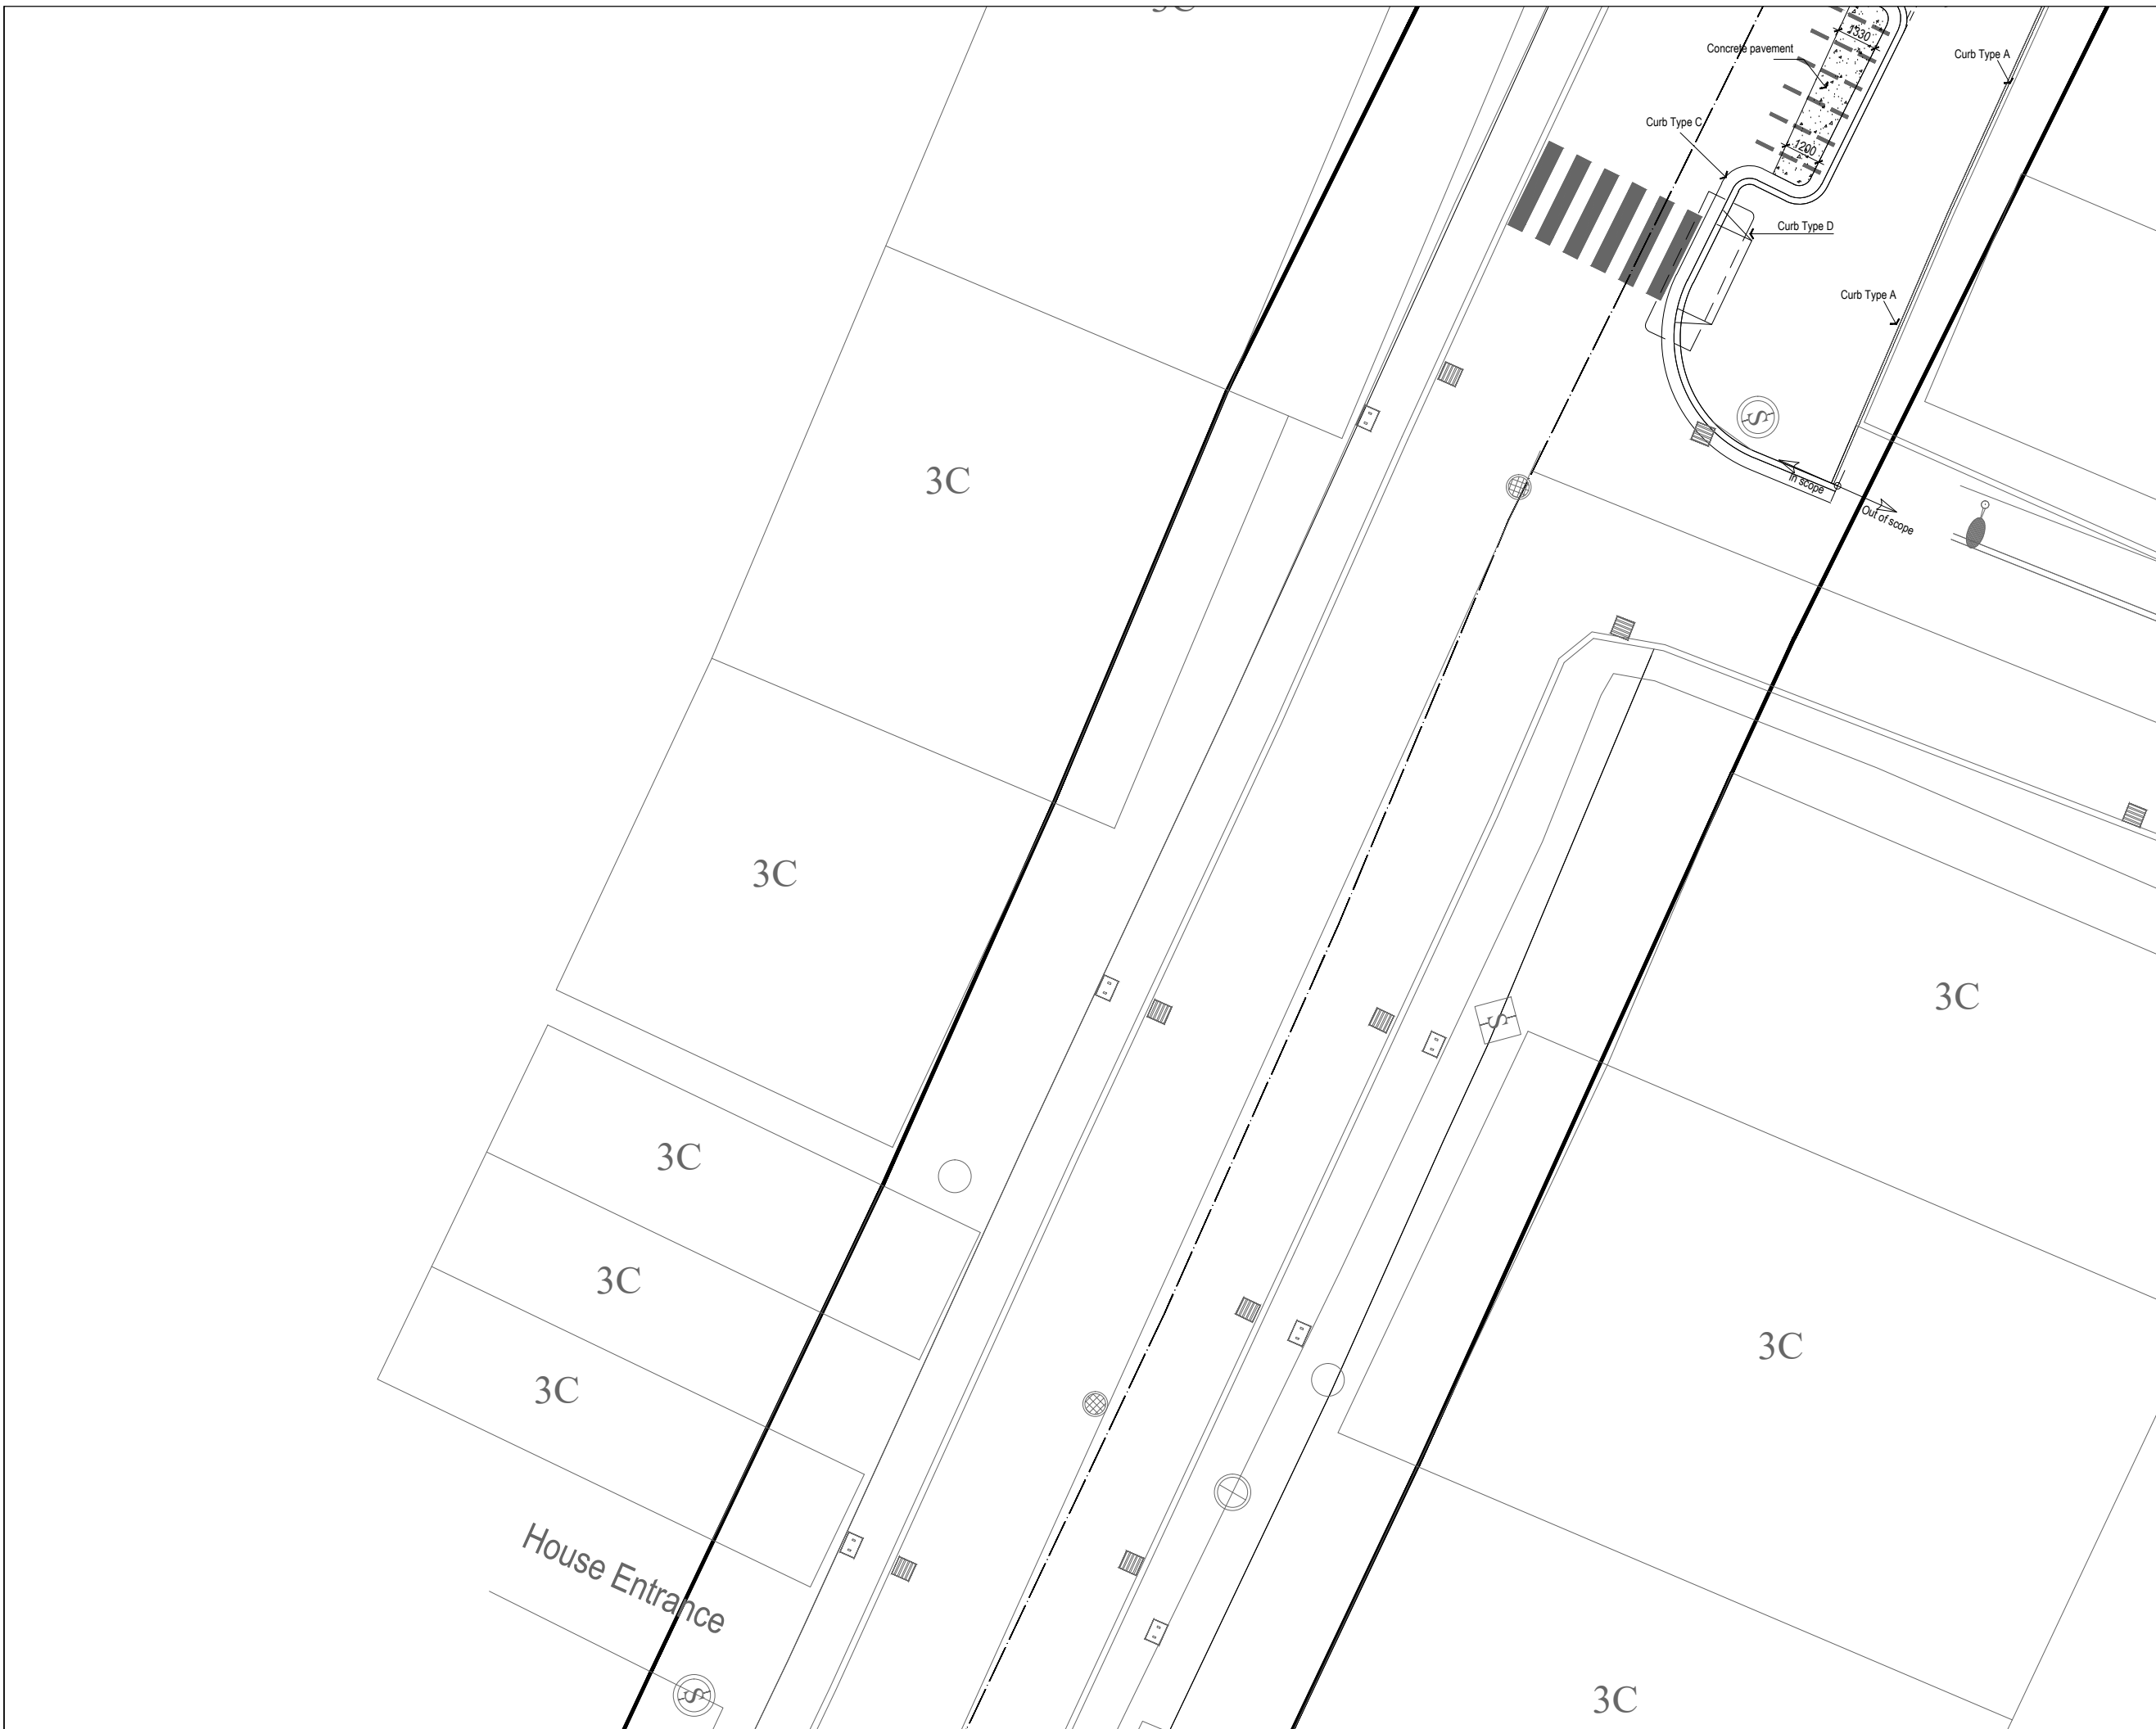 3C
1330
Concrete pavement
Curb Type A
Curb Type C
1200
Curb Type D
Curb Type A
S
In scope
Out of scope
3C
3C
3C
S
3C
3C
3C
3C
House Entrance
S
3C